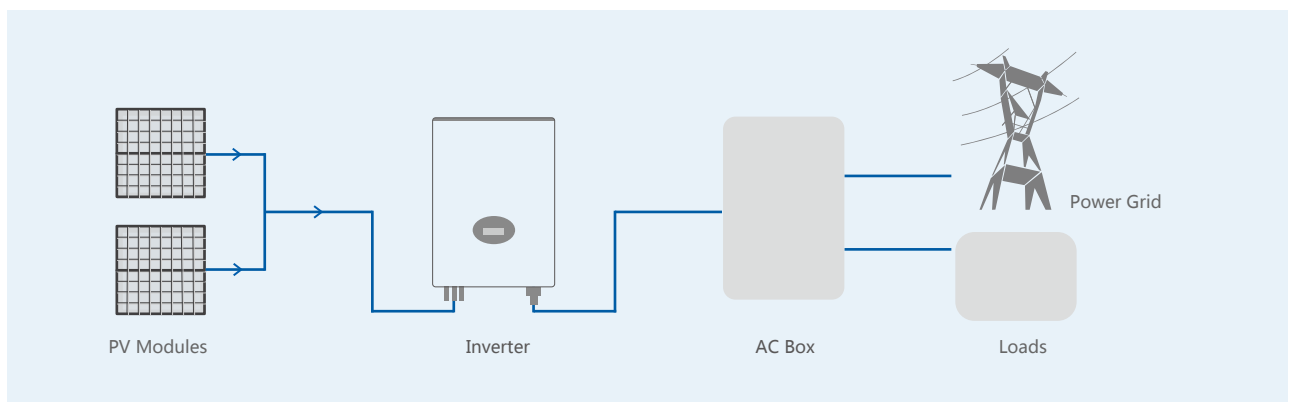 Power Grid
PV Modules
Inverter
AC Box
Loads